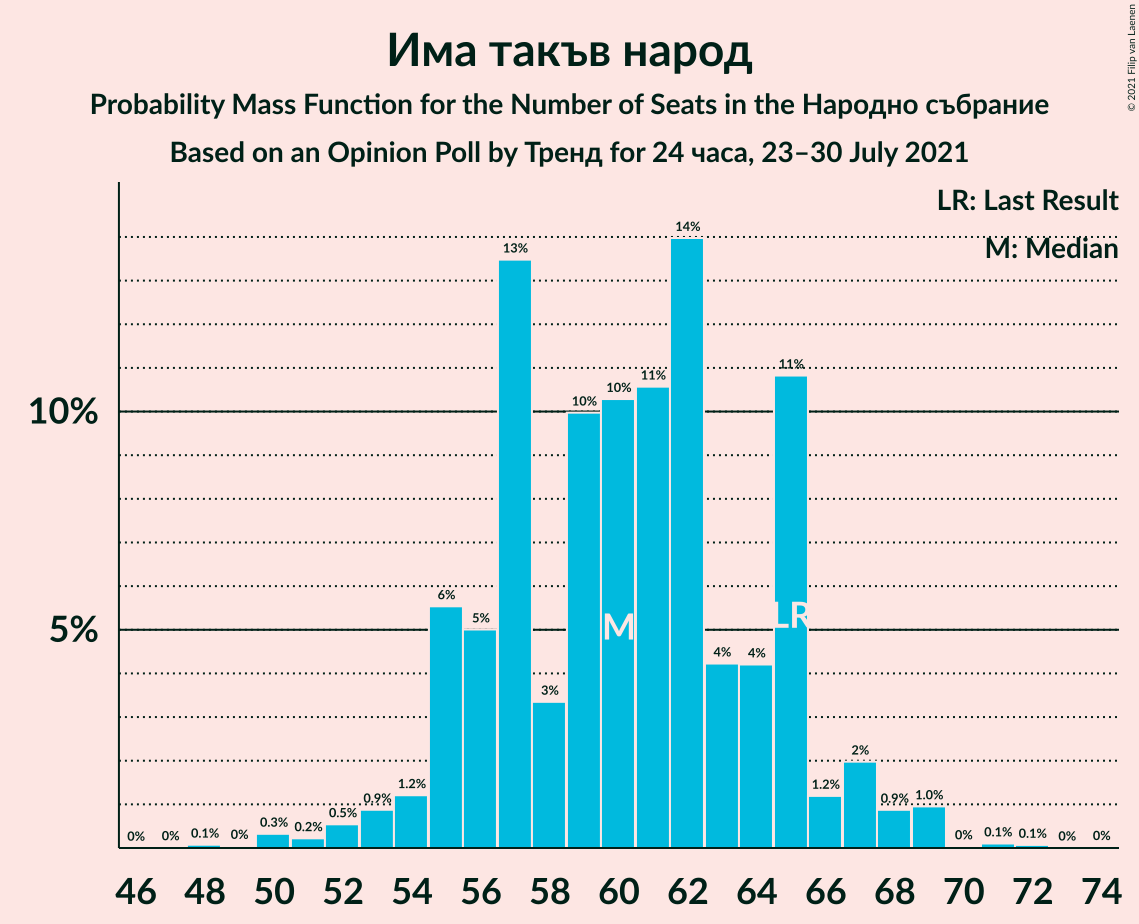 Има такъв народ
Probability Mass Function for the Number of Seats in the Народно събрание
Based on an Opinion Poll by Тренд for 24 часа, 23–30 July 2021
© 2021 Filip van Laenen
LR: Last Result
M: Median
10%
5%
0% 0% 0.1% 0% 0.3% 0.2% 0.5% 0.9% 1.2% 6% 5% 13% 3% 10% 10% 11% 14% 4% 4% 11% 1.2% 2% 0.9% 1.0% 0% 0.1% 0.1% 0% 0%
M LR
46 48 50 52 54 56 58 60 62 64 66 68 70 72 74